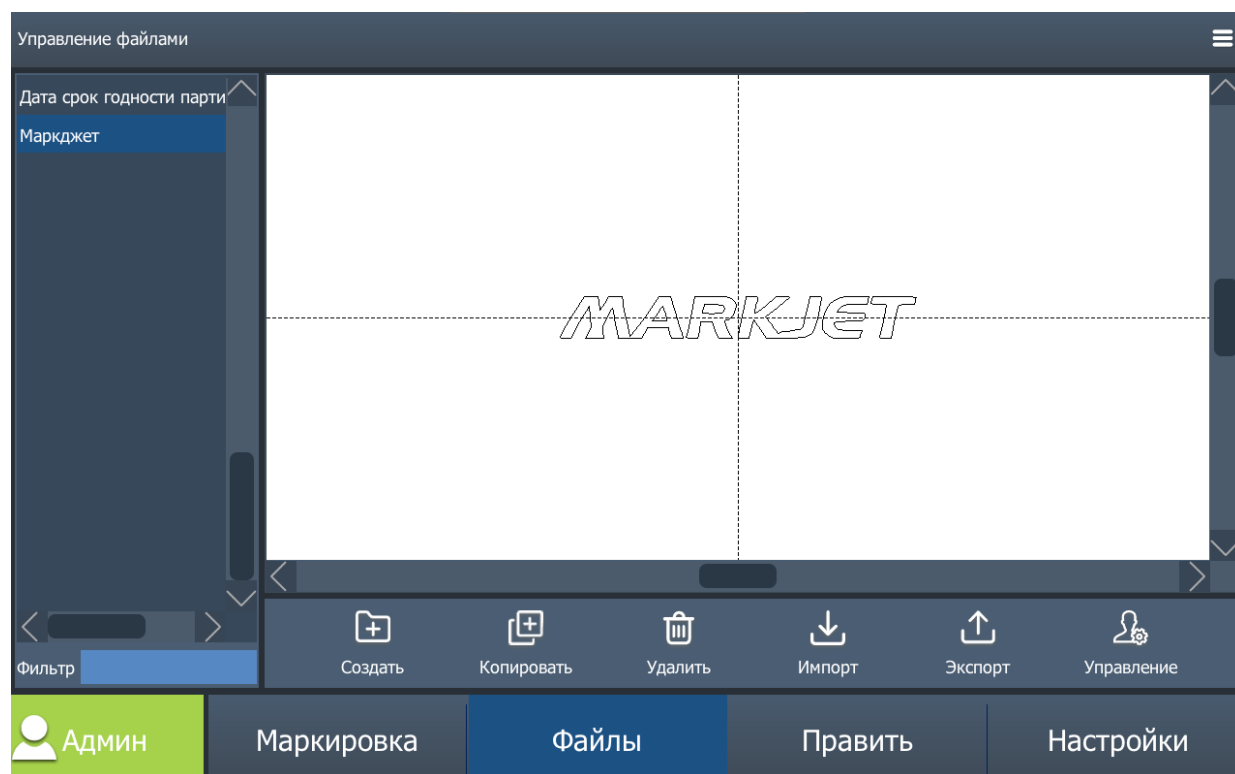 Управление файлами
Дата срок годности парти
Маркджет
MARKJET
Создать
Копировать
Удалить
Импорт
Экспорт
Управление
Фильтр
Админ
Маркировка
Файлы
Править
Настройки